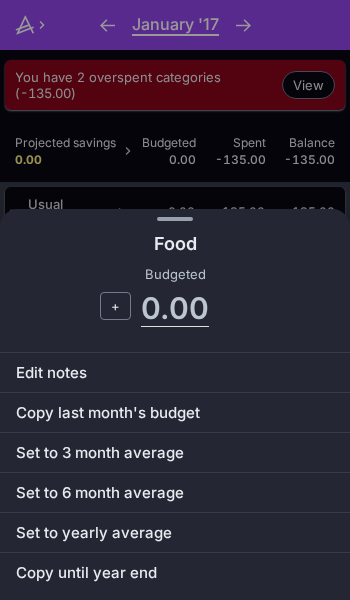 January '17
You have 2 overspent categories
(-135.00)
View
Projected savings Budgeted Spent Balance
0.00 0.00 -135.00 -135.00
Usual
Food
Budgeted
+ 0.00
Edit notes
Copy last month's budget
Set to 3 month average
Set to 6 month average
Set to yearly average
Copy until year end